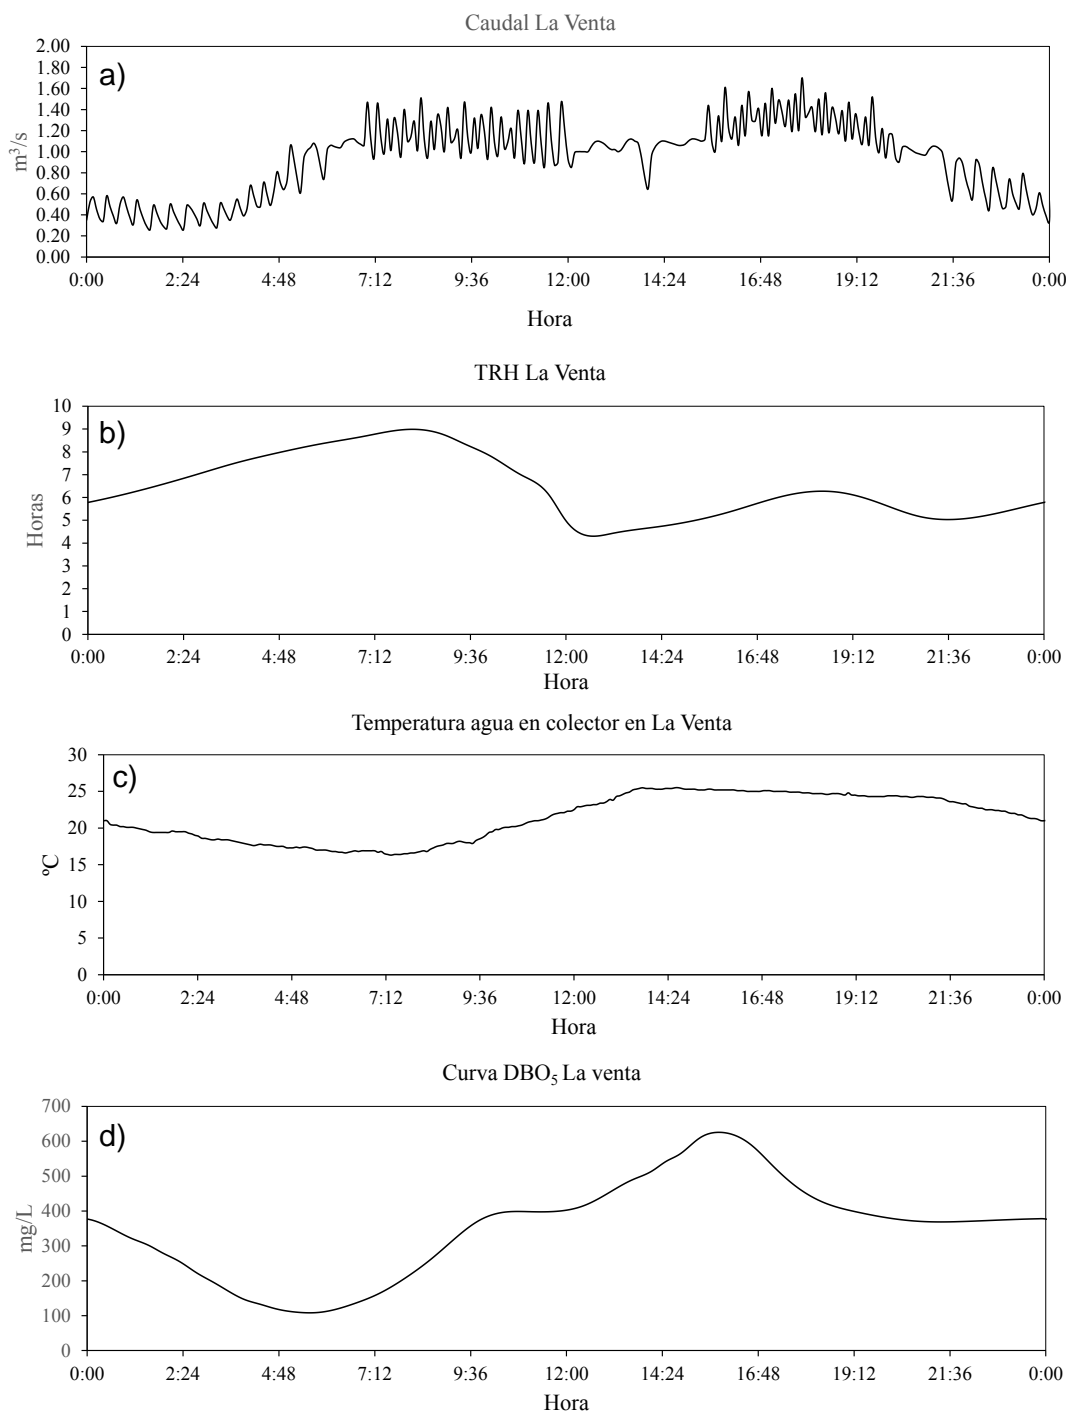 Caudal La Venta
a)
m³/s
2.00
1.80
1.60
1.40
1.20
1.00
0.80
0.60
0.40
0.20
0.00
0:00 2:24 4:48 7:12 9:36 12:00 14:24 16:48 19:12 21:36 0:00
Hora
TRH La Venta
b)
Horas
10
9
8
7
6
5
4
3
2
1
0
0:00 2:24 4:48 7:12 9:36 12:00 14:24 16:48 19:12 21:36 0:00
Hora
Temperatura agua en colector en La Venta
c)
ºC
30
25
20
15
10
5
0
0:00 2:24 4:48 7:12 9:36 12:00 14:24 16:48 19:12 21:36 0:00
Hora
Curva DBO₅ La venta
d)
mg/L
700
600
500
400
300
200
100
0
0:00 2:24 4:48 7:12 9:36 12:00 14:24 16:48 19:12 21:36 0:00
Hora